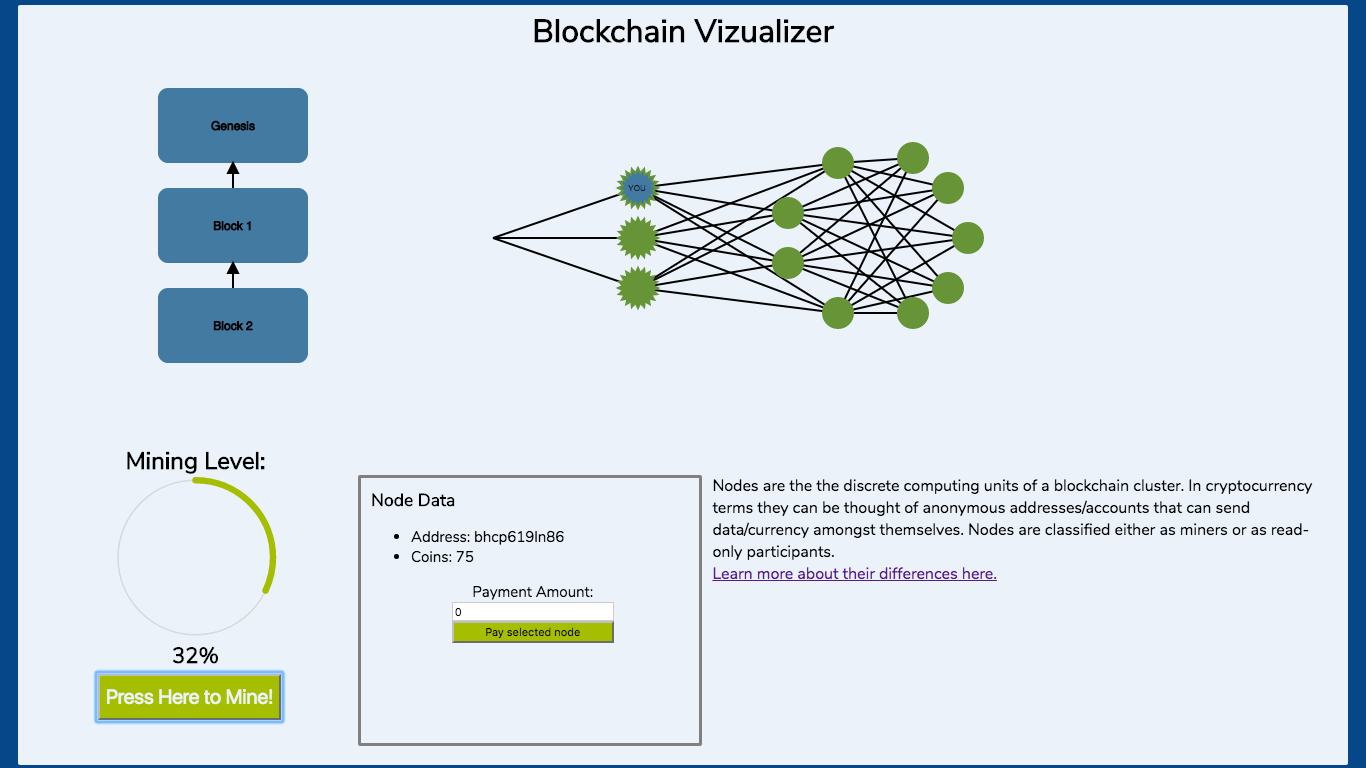 Blockchain Vizualizer
Genesis
Block 1
Block 2
YOU
Mining Level:
32%
Press Here to Mine!
Node Data
Address: bhcp619ln86
Coins: 75
Payment Amount:
0
Pay selected node
Nodes are the the discrete computing units of a blockchain cluster. In cryptocurrency
terms they can be thought of anonymous addresses/accounts that can send
data/currency amongst themselves. Nodes are classified either as miners or as read-
only participants.
Learn more about their differences here.